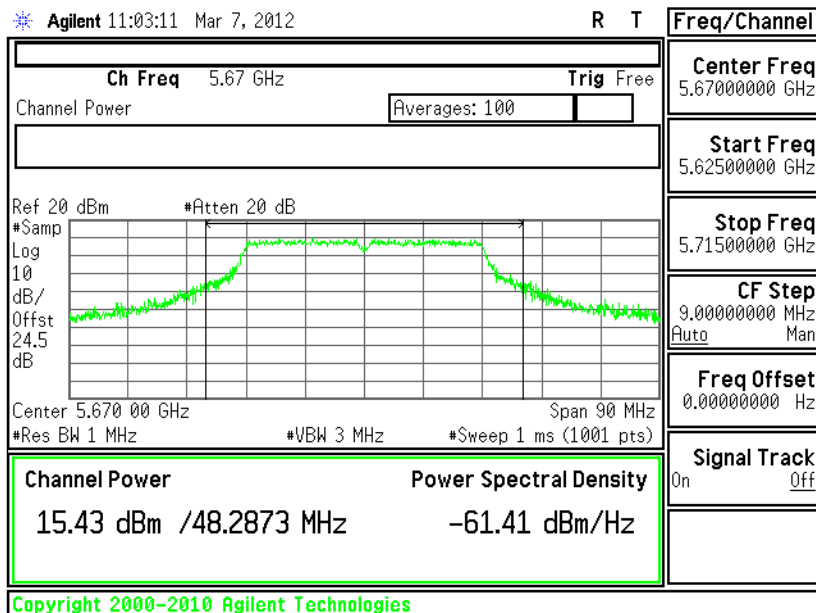 Agilent 11:03:11 Mar 7, 2012 R T
Ch Freq 5.67 GHz Trig Free
Channel Power Averages: 100
Ref 20 dBm #Atten 20 dB
#Samp
Log
10
dB/
Offst
24.5
dB
Center 5.670 00 GHz Span 90 MHz
#Res BW 1 MHz #VBW 3 MHz #Sweep 1 ms (1001 pts)
Channel Power Power Spectral Density
15.43 dBm /48.2873 MHz -61.41 dBm/Hz
Copyright 2000-2010 Agilent Technologies
Freq/Channel
Center Freq
5.67000000 GHz
Start Freq
5.62500000 GHz
Stop Freq
5.71500000 GHz
CF Step
9.00000000 MHz
Auto Man
Freq Offset
0.00000000 Hz
Signal Track
On Off